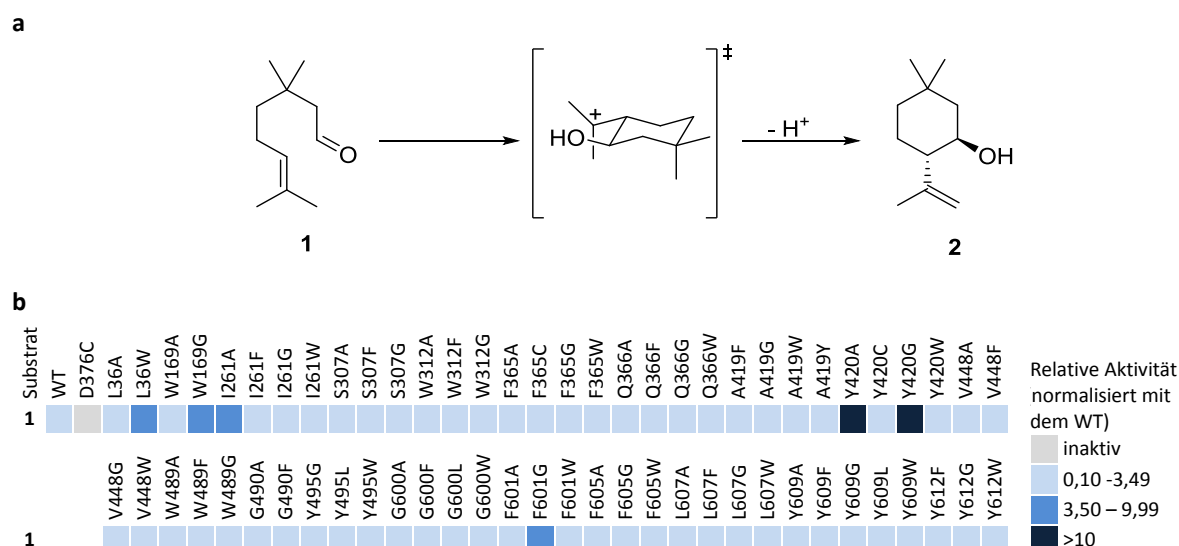 a
O
1
+
HO
‡
- H+
OH
2
b
Substrat WT D376C L36A L36W W169A W169G I261A I261F I261G I261W S307A S307F S307G W312A W312F W312G F365A F365C F365G F365W Q366A Q366F Q366G Q366W A419F A419G A419W A419Y Y420A Y420C Y420G Y420W V448A V448F
1
V448G V448W W489A W489F W489G G490A G490F Y495G Y495L Y495W G600A G600F G600L G600W F601A F601G F601W F605A F605G F605W L607A L607F L607G L607W Y609A Y609F Y609G Y609L Y609W Y612F Y612G Y612W
1
Relative Aktivität
normalisiert mit
dem WT)
inaktiv
0,10 -3,49
3,50 – 9,99
>10